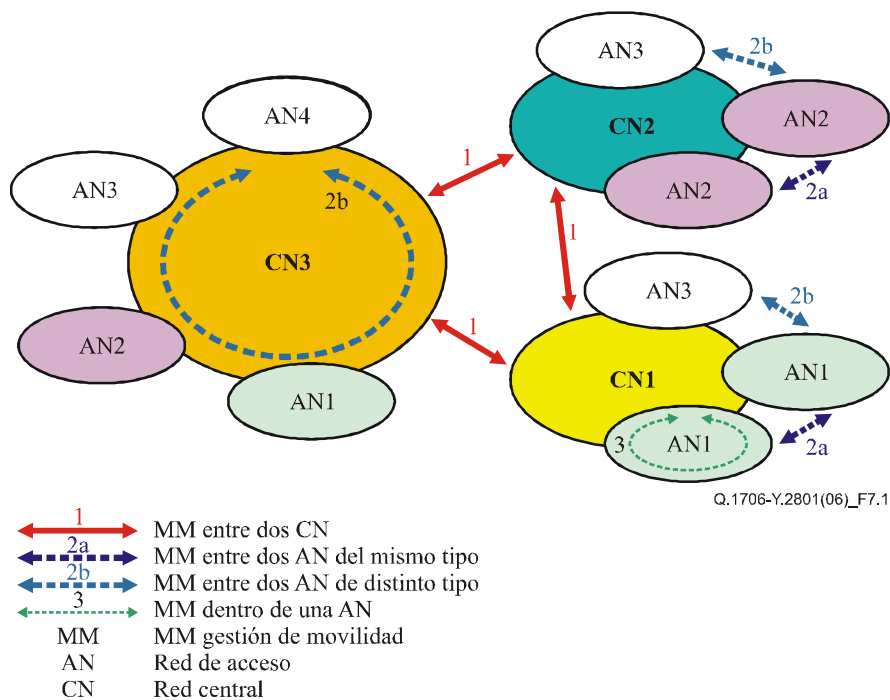 AN3
2b
AN4
CN2
AN2
1
AN3
2b
AN2
2a
1
CN3
AN3
2b
1
AN2
CN1
AN1
AN1
3
AN1
2a
Q.1706-Y.2801(06)_F7.1
1 MM entre dos CN
2a MM entre dos AN del mismo tipo
2b MM entre dos AN de distinto tipo
3 MM dentro de una AN
MM MM gestión de movilidad
AN Red de acceso
CN Red central